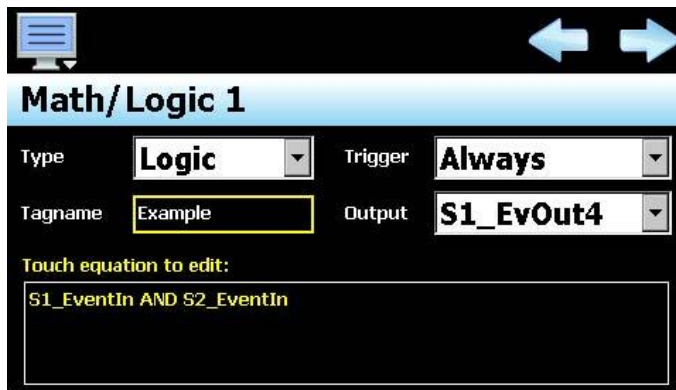 Math/Logic 1
Type Logic Trigger Always
Tagname Example Output S1_EvOut4
Touch equation to edit:
S1_EventIn AND S2_EventIn